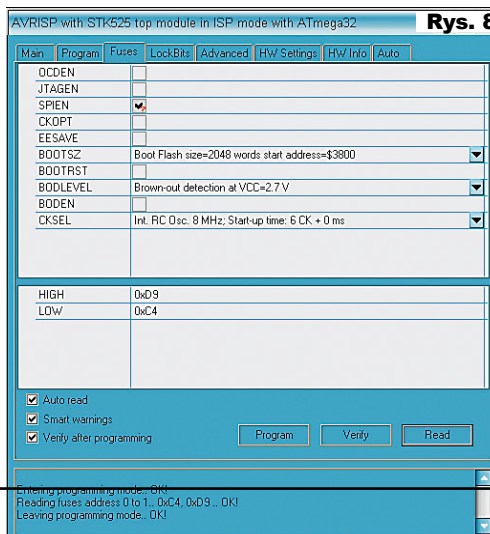 AVRISP with STK525 top module in ISP mode with ATmega32
Rys. 8
Main Program Fuses LockBits Advanced HW Settings HW Info Auto
OCDEN
JTAGEN
SPIEN
CKOPT
EESAVE
BOOTSZ Boot Flash size=2048 words start address=$3800
BOOTRST
BODLEVEL Brown-out detection at VCC=2.7 V
BODEN
CKSEL Int. RC Osc. 8 MHz; Start-up time: 6 CK + 0 ms
HIGH 0xD9
LOW 0xC4
Auto read
Smart warnings
Verify after programming
Program Verify Read
Entering programming mode.. OK!
Reading fuses address 0 to 1.. 0xC4, 0xD9 .. OK!
Leaving programming mode.. OK!